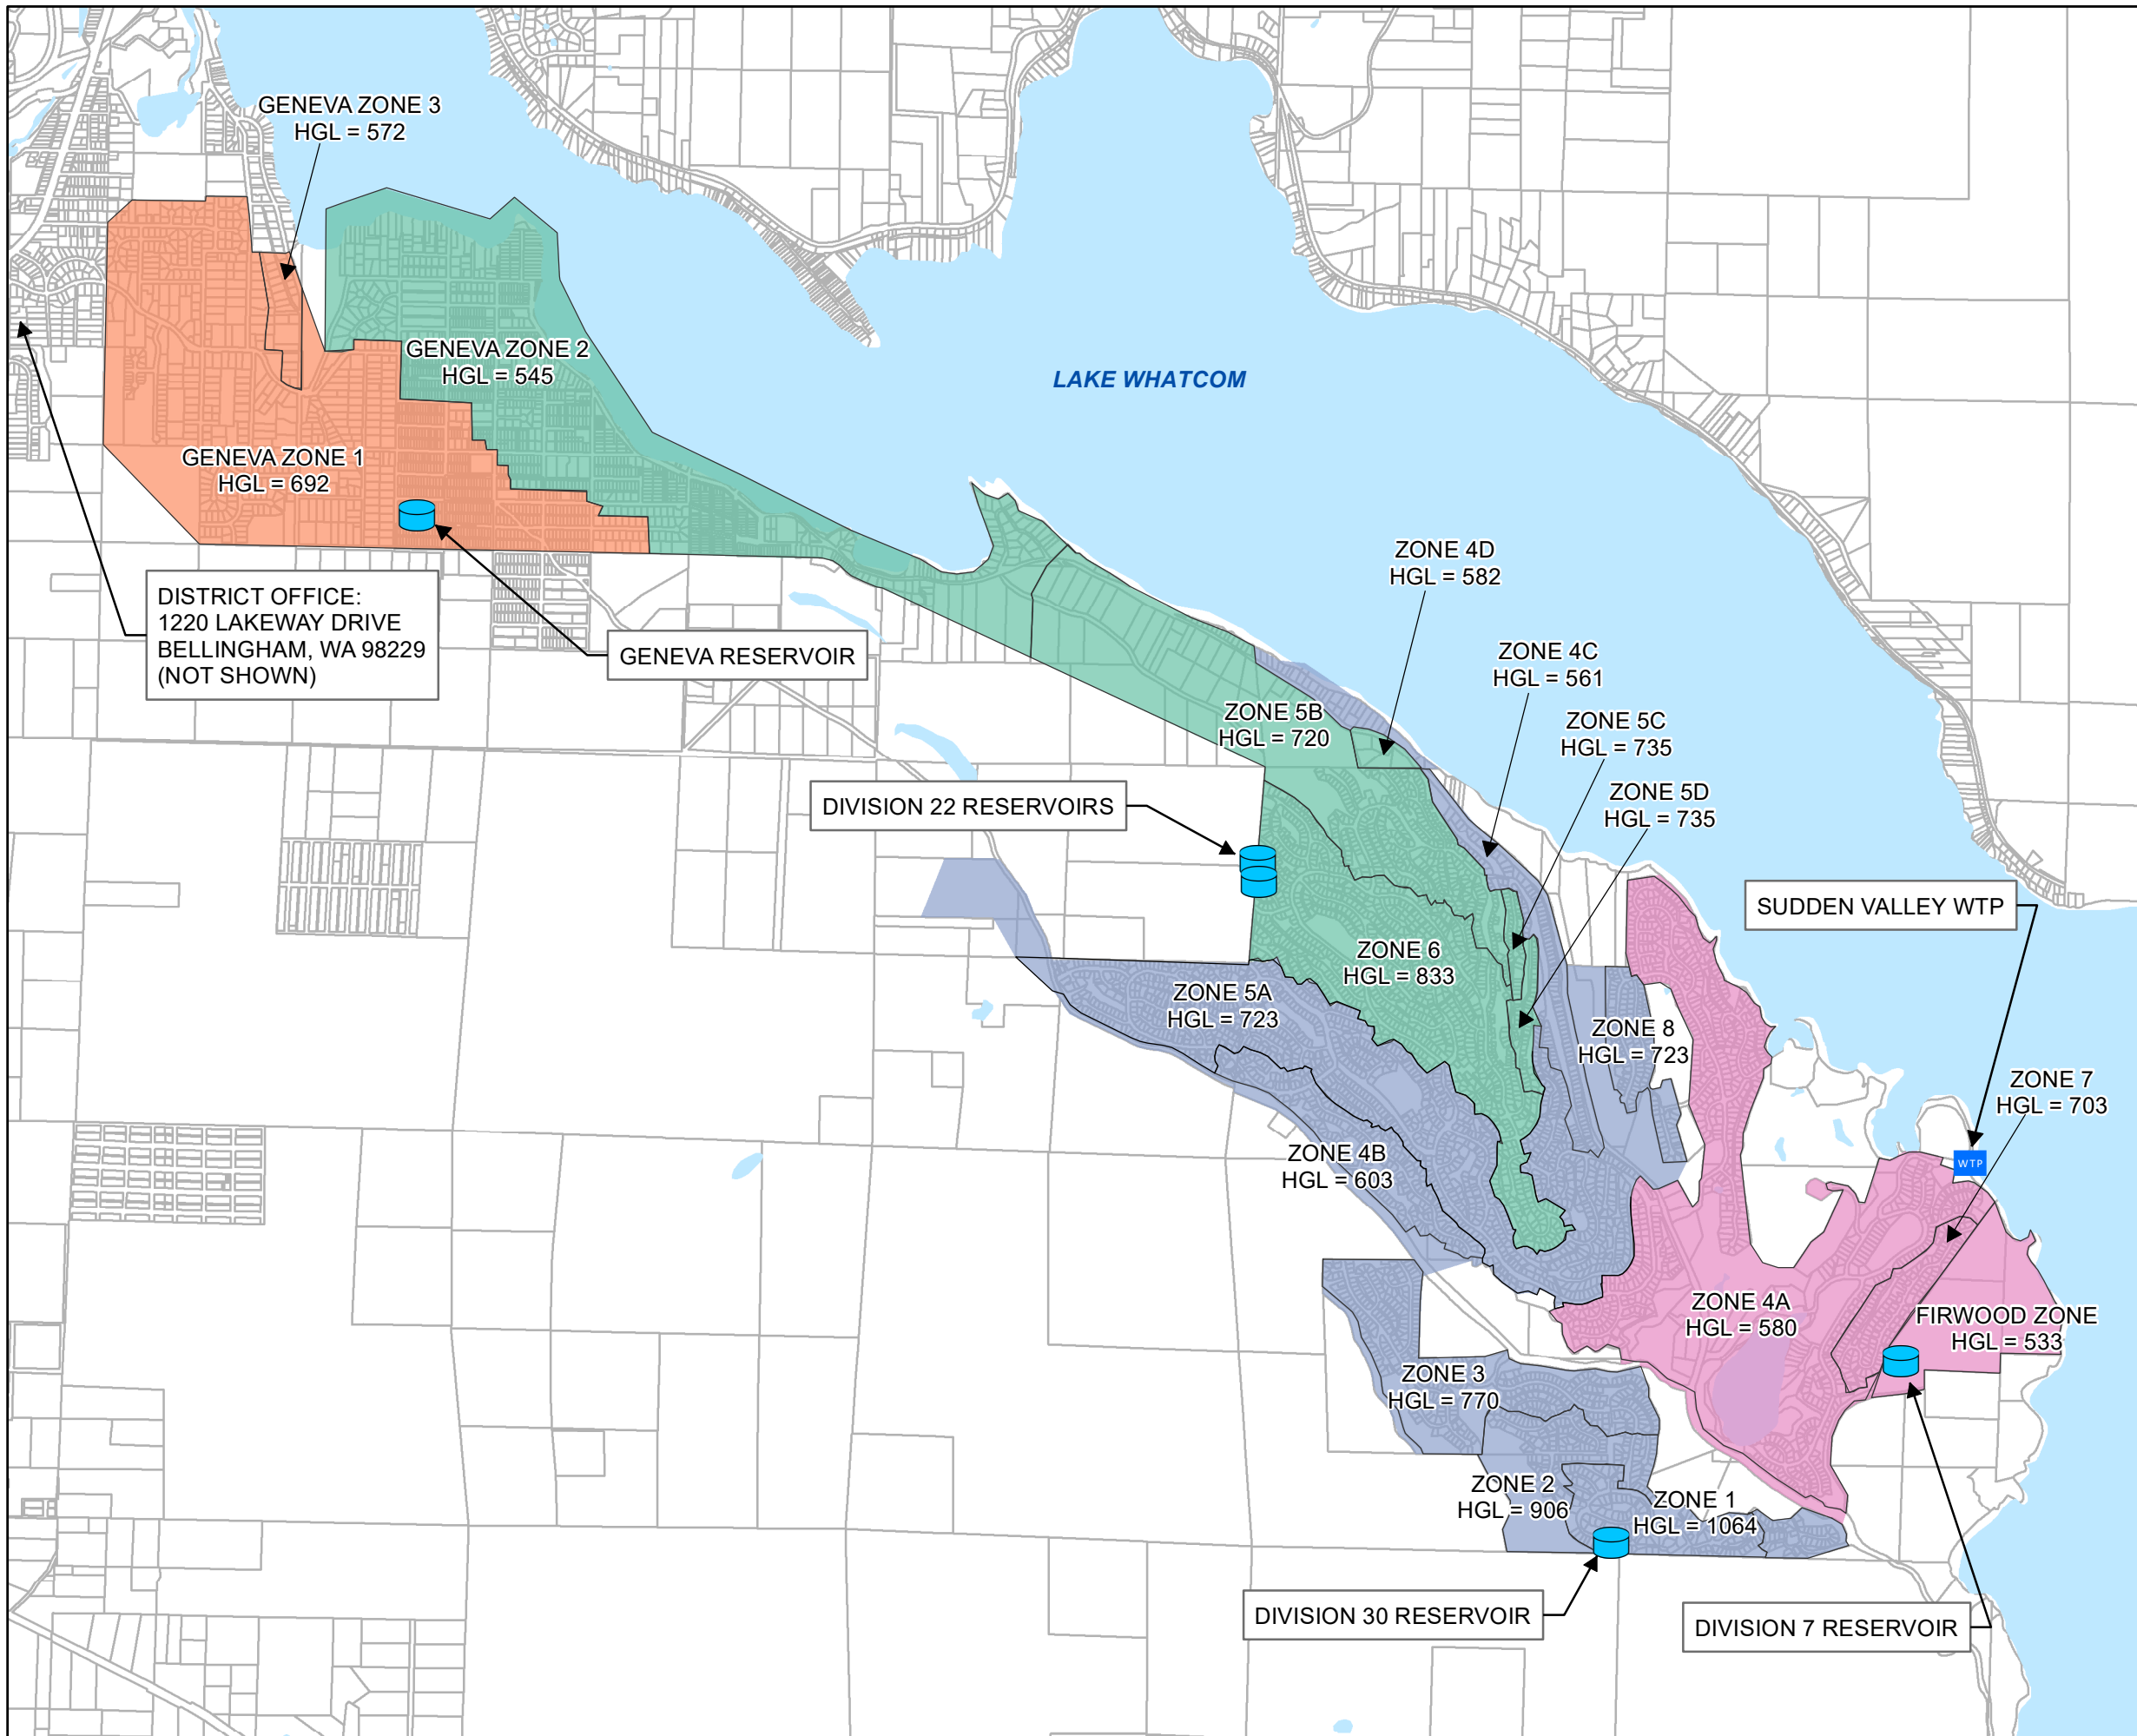 GENEVA ZONE 3
HGL = 572
GENEVA ZONE 2
HGL = 545
LAKE WHATCOM
GENEVA ZONE 1
HGL = 692
DISTRICT OFFICE:
1220 LAKEWAY DRIVE
BELLINGHAM, WA 98229
(NOT SHOWN)
GENEVA RESERVOIR
ZONE 4D
HGL = 582
ZONE 4C
HGL = 561
ZONE 5B
HGL = 720
ZONE 5C
HGL = 735
ZONE 5D
HGL = 735
DIVISION 22 RESERVOIRS
SUDDEN VALLEY WTP
ZONE 6
HGL = 833
ZONE 5A
HGL = 723
ZONE 8
HGL = 723
ZONE 7
HGL = 703
WTP
ZONE 4B
HGL = 603
ZONE 4A
HGL = 580
FIRWOOD ZONE
HGL = 533
ZONE 3
HGL = 770
ZONE 2
HGL = 906
ZONE 1
HGL = 1064
DIVISION 30 RESERVOIR
DIVISION 7 RESERVOIR